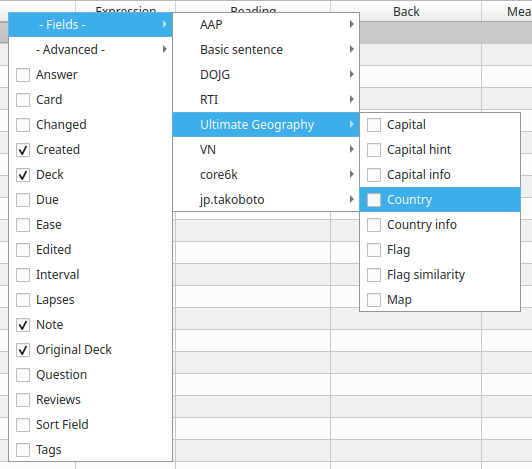 Expression
Reading
Back
Mea
- Fields -
- Advanced -
Answer
Card
Changed
Created
Deck
Due
Ease
Edited
Interval
Lapses
Note
Original Deck
Question
Reviews
Sort Field
Tags
AAP
Basic sentence
DOJG
RTI
Ultimate Geography
VN
core6k
jp.takoboto
Capital
Capital hint
Capital info
Country
Country info
Flag
Flag similarity
Map